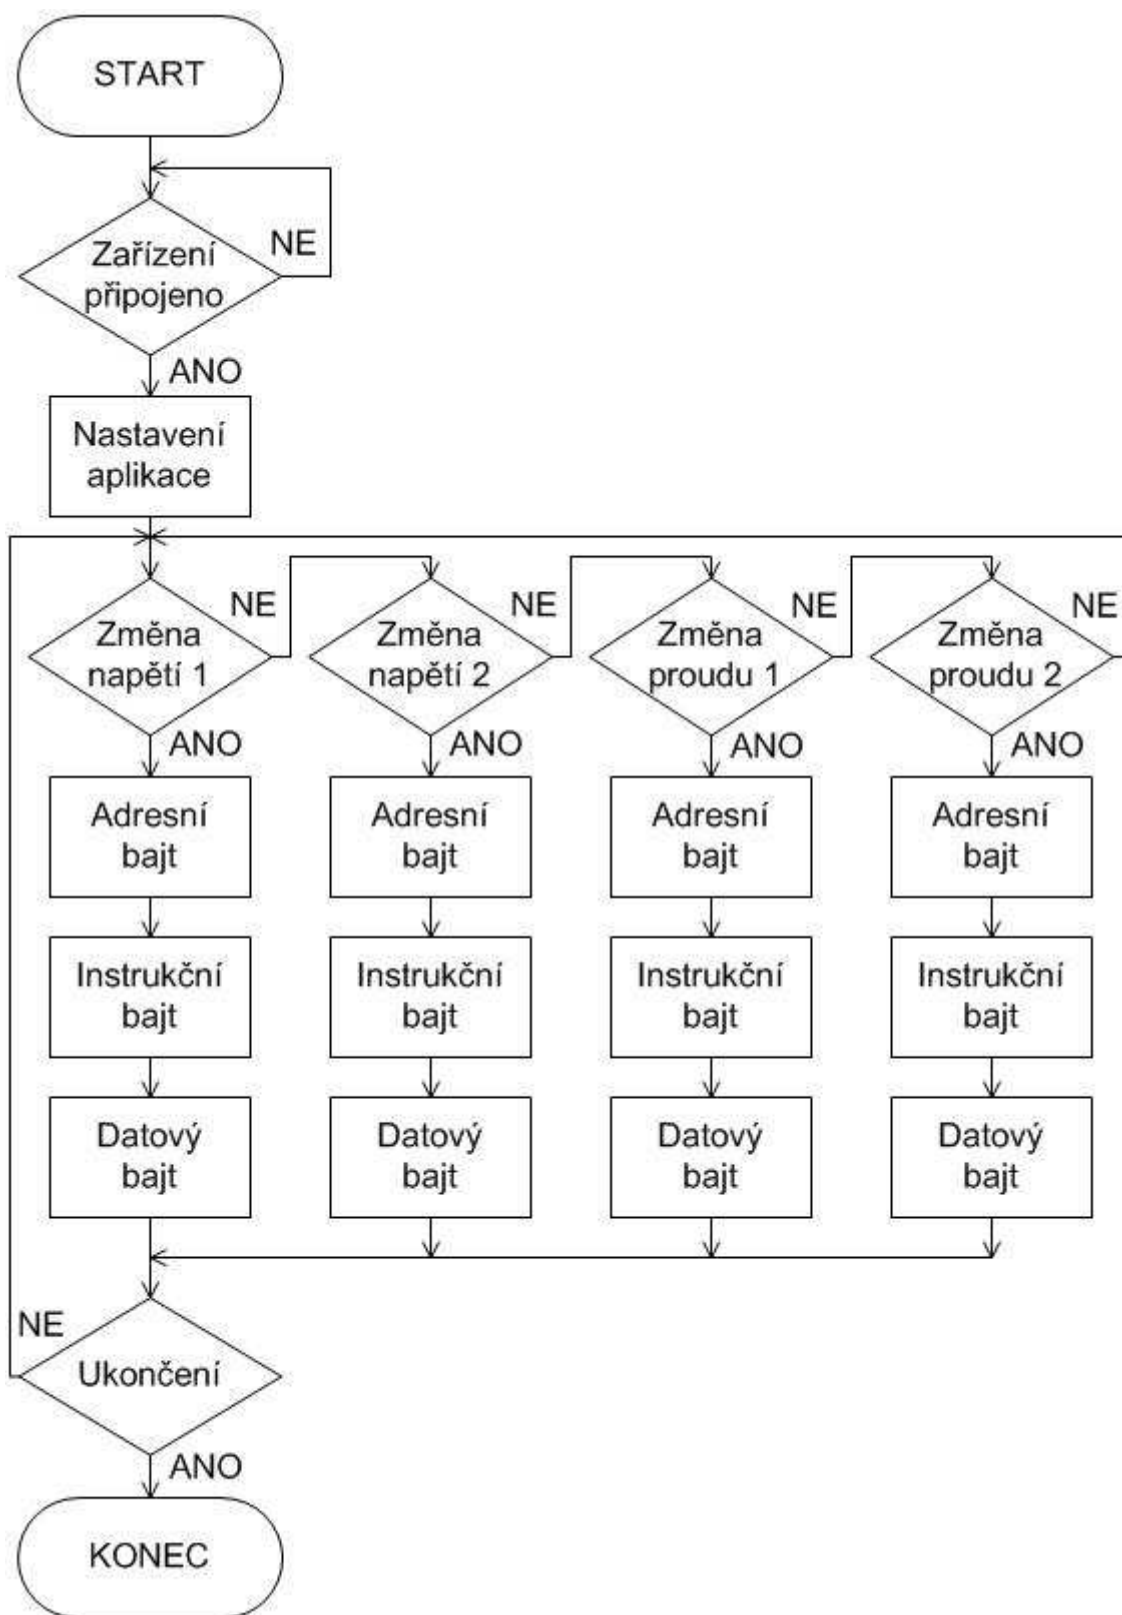 START
NE
Zařízení
připojeno
ANO
Nastavení
aplikace
NE
NE
NE
NE
Změna
napětí 1
Změna
napětí 2
Změna
proudu 1
Změna
proudu 2
ANO
ANO
ANO
ANO
Adresní
bajt
Adresní
bajt
Adresní
bajt
Adresní
bajt
Instrukční
bajt
Instrukční
bajt
Instrukční
bajt
Instrukční
bajt
Datový
bajt
Datový
bajt
Datový
bajt
Datový
bajt
NE
Ukončení
ANO
KONEC